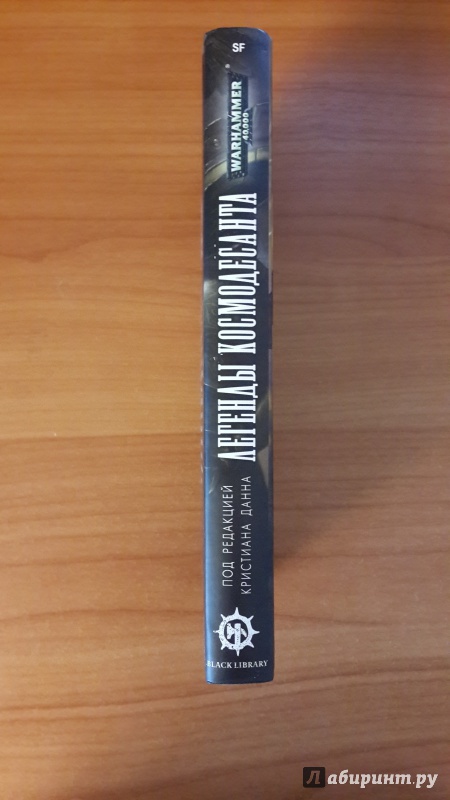 SF
WARHAMMER
40,000
ЛЕГЕНДЫ КОСМОДЕСАНТА
ПОД РЕДАКЦИЕЙ
КРИСТИАНА ДАННА
BLACK LIBRARY
Лабиринт.ру